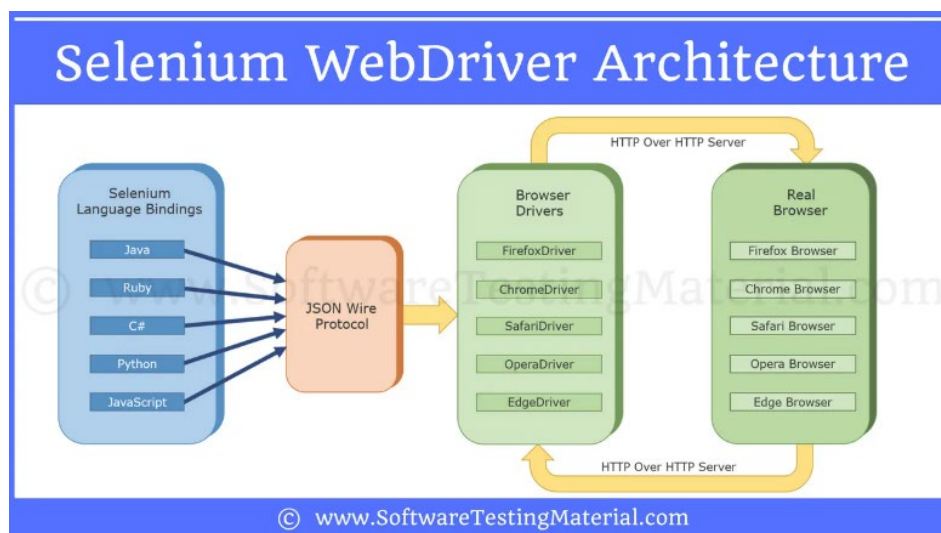 Selenium WebDriver Architecture
HTTP Over HTTP Server
Selenium
Language Bindings
Java
Ruby
C#
Python
JavaScript
JSON Wire
Protocol
Browser
Drivers
FirefoxDriver
ChromeDriver
SafariDriver
OperaDriver
EdgeDriver
Real
Browser
Firefox Browser
Chrome Browser
Safari Browser
Opera Browser
Edge Browser
HTTP Over HTTP Server
© www.SoftwareTestingMaterial.com
© www.SoftwareTestingMaterial.com